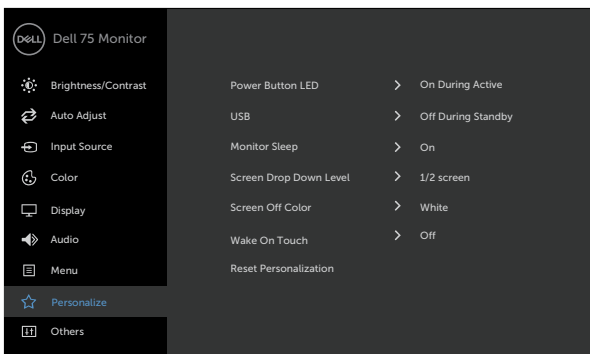 DELL Dell 75 Monitor
Brightness/Contrast
Auto Adjust
Input Source
Color
Display
Audio
Menu
Personalize
Others
Power Button LED > On During Active
USB > Off During Standby
Monitor Sleep > On
Screen Drop Down Level > 1/2 screen
Screen Off Color > White
Wake On Touch > Off
Reset Personalization